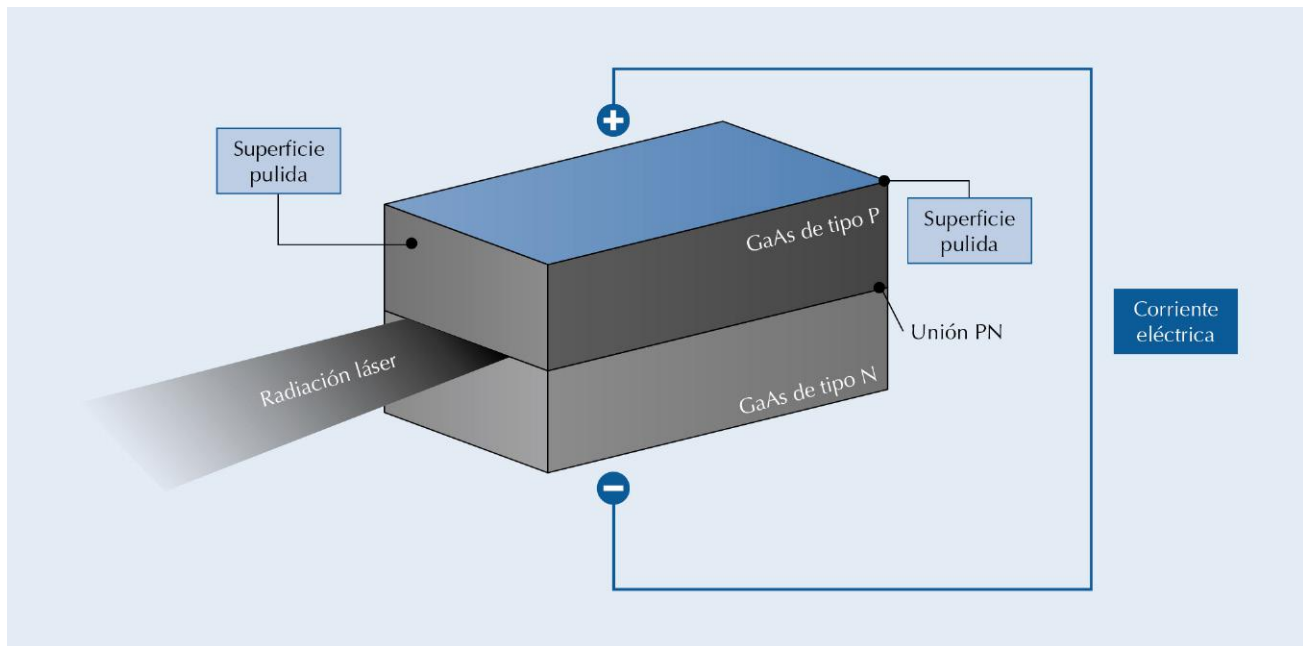 +
Superficie
pulida
GaAs de tipo P
Superficie
pulida
Unión PN
Corriente
eléctrica
Radiación láser
GaAs de tipo N
−